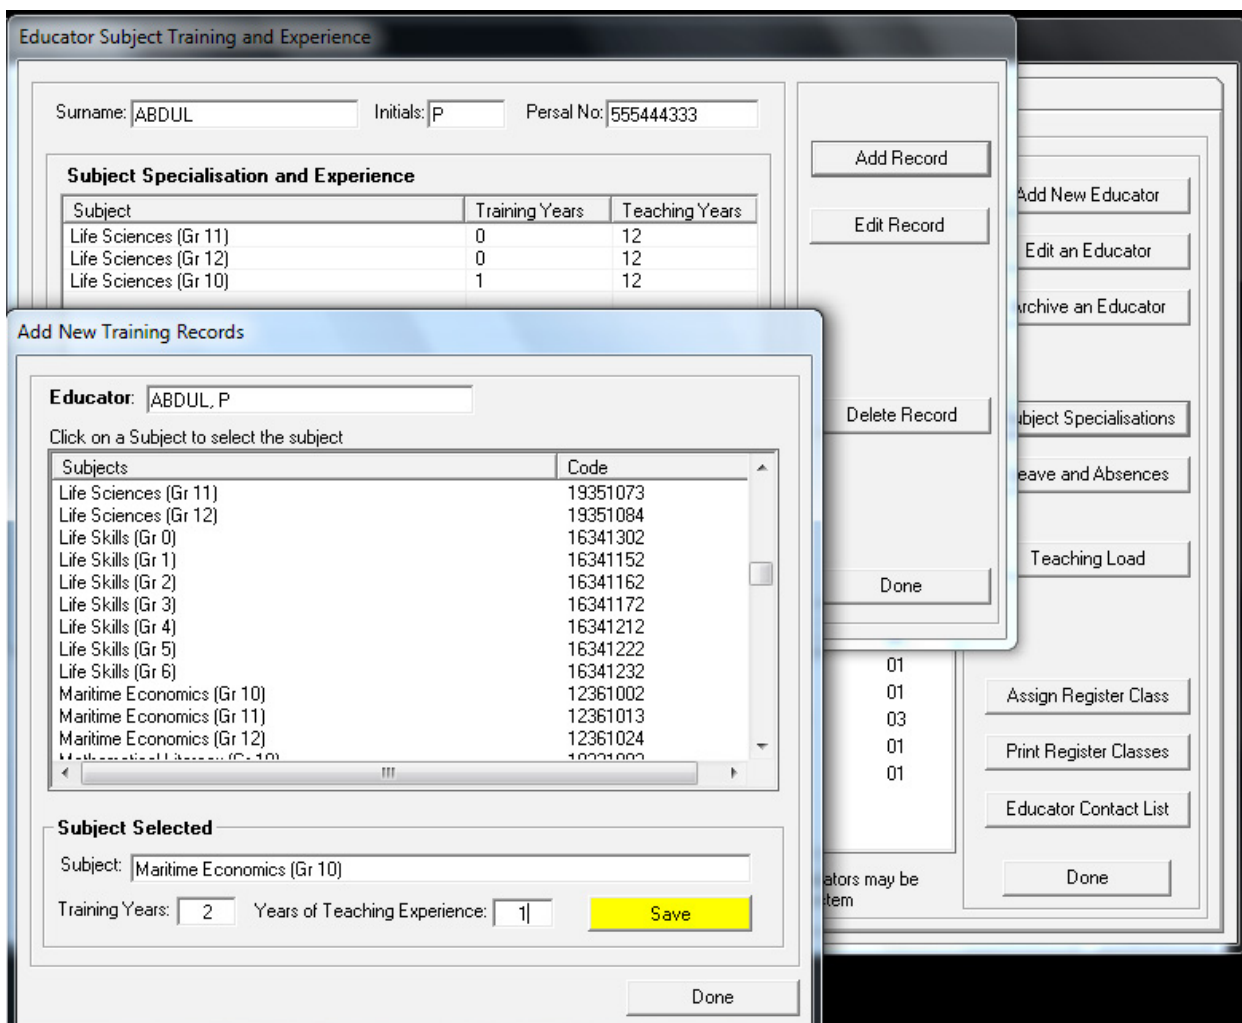 Educator Subject Training and Experience
Surname: ABDUL Initials: P Persal No: 555444333
Subject Specialisation and Experience
Subject Training Years Teaching Years
Life Sciences (Gr 11) 0 12
Life Sciences (Gr 12) 0 12
Life Sciences (Gr 10) 1 12
Add Record
Edit Record
Delete Record
Done
Add New Educator
Edit an Educator
Archive an Educator
Subject Specialisations
Leave and Absences
Teaching Load
Assign Register Class
Print Register Classes
Educator Contact List
Done
01
01
03
01
01
may be
Add New Training Records
Educator: ABDUL, P
Click on a Subject to select the subject
Subjects Code
Life Sciences (Gr 11) 19351073
Life Sciences (Gr 12) 19351084
Life Skills (Gr 0) 16341302
Life Skills (Gr 1) 16341152
Life Skills (Gr 2) 16341162
Life Skills (Gr 3) 16341172
Life Skills (Gr 4) 16341212
Life Skills (Gr 5) 16341222
Life Skills (Gr 6) 16341232
Maritime Economics (Gr 10) 12361002
Maritime Economics (Gr 11) 12361013
Maritime Economics (Gr 12) 12361024
Subject Selected
Subject: Maritime Economics (Gr 10)
Training Years: 2 Years of Teaching Experience: 1 Save
Done